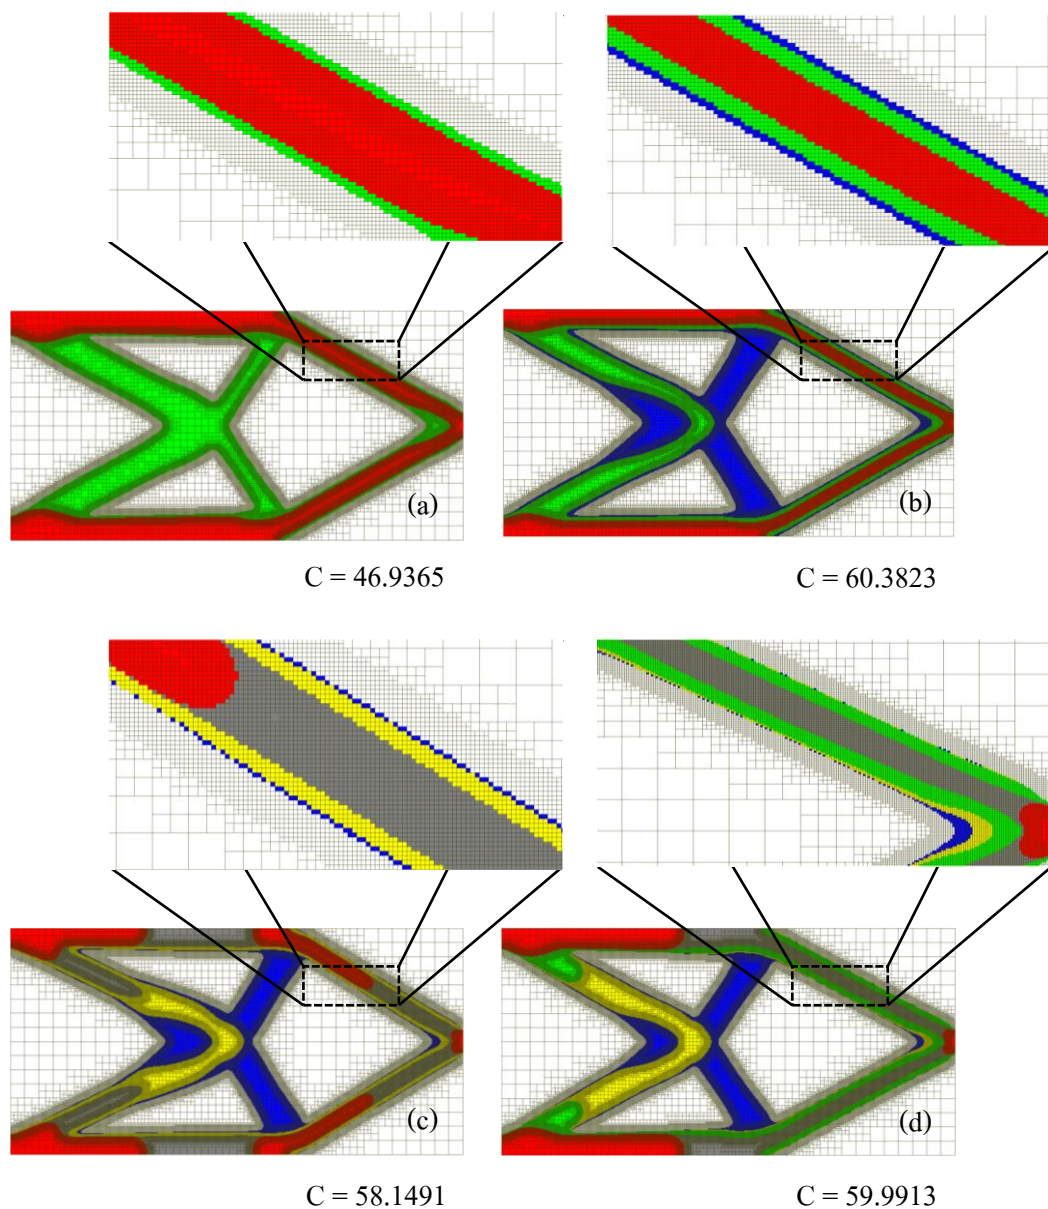 (a)
(b)
C = 46.9365
C = 60.3823
(c)
(d)
C = 58.1491
C = 59.9913